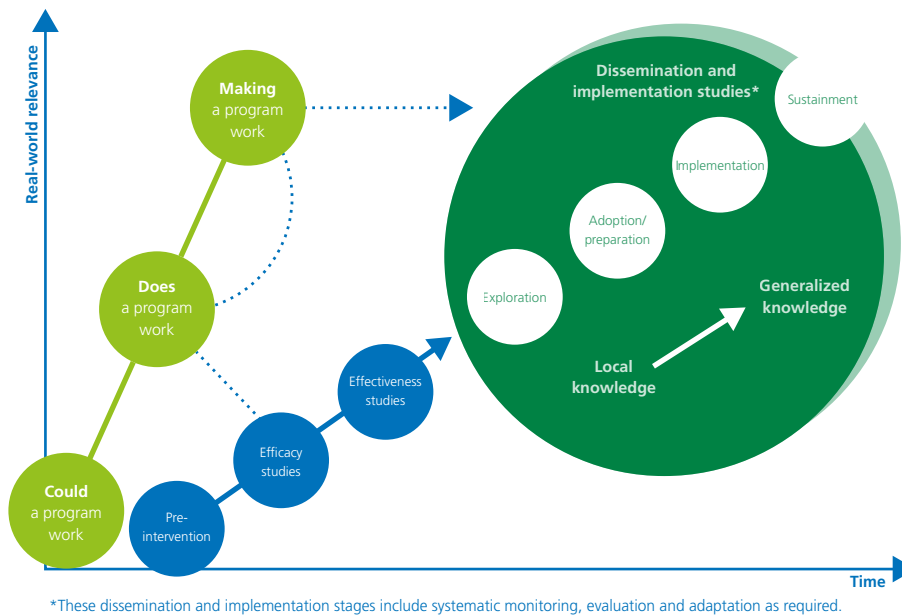 Real-world relevance
Making
a program
work
Does
a program
work
Could
a program
work
Pre-
intervention
Efficacy
studies
Effectiveness
studies
Dissemination and
implementation studies*
Exploration
Adoption/
preparation
Implementation
Sustainment
Local
knowledge
Generalized
knowledge
Time
*These dissemination and implementation stages include systematic monitoring, evaluation and adaptation as required.